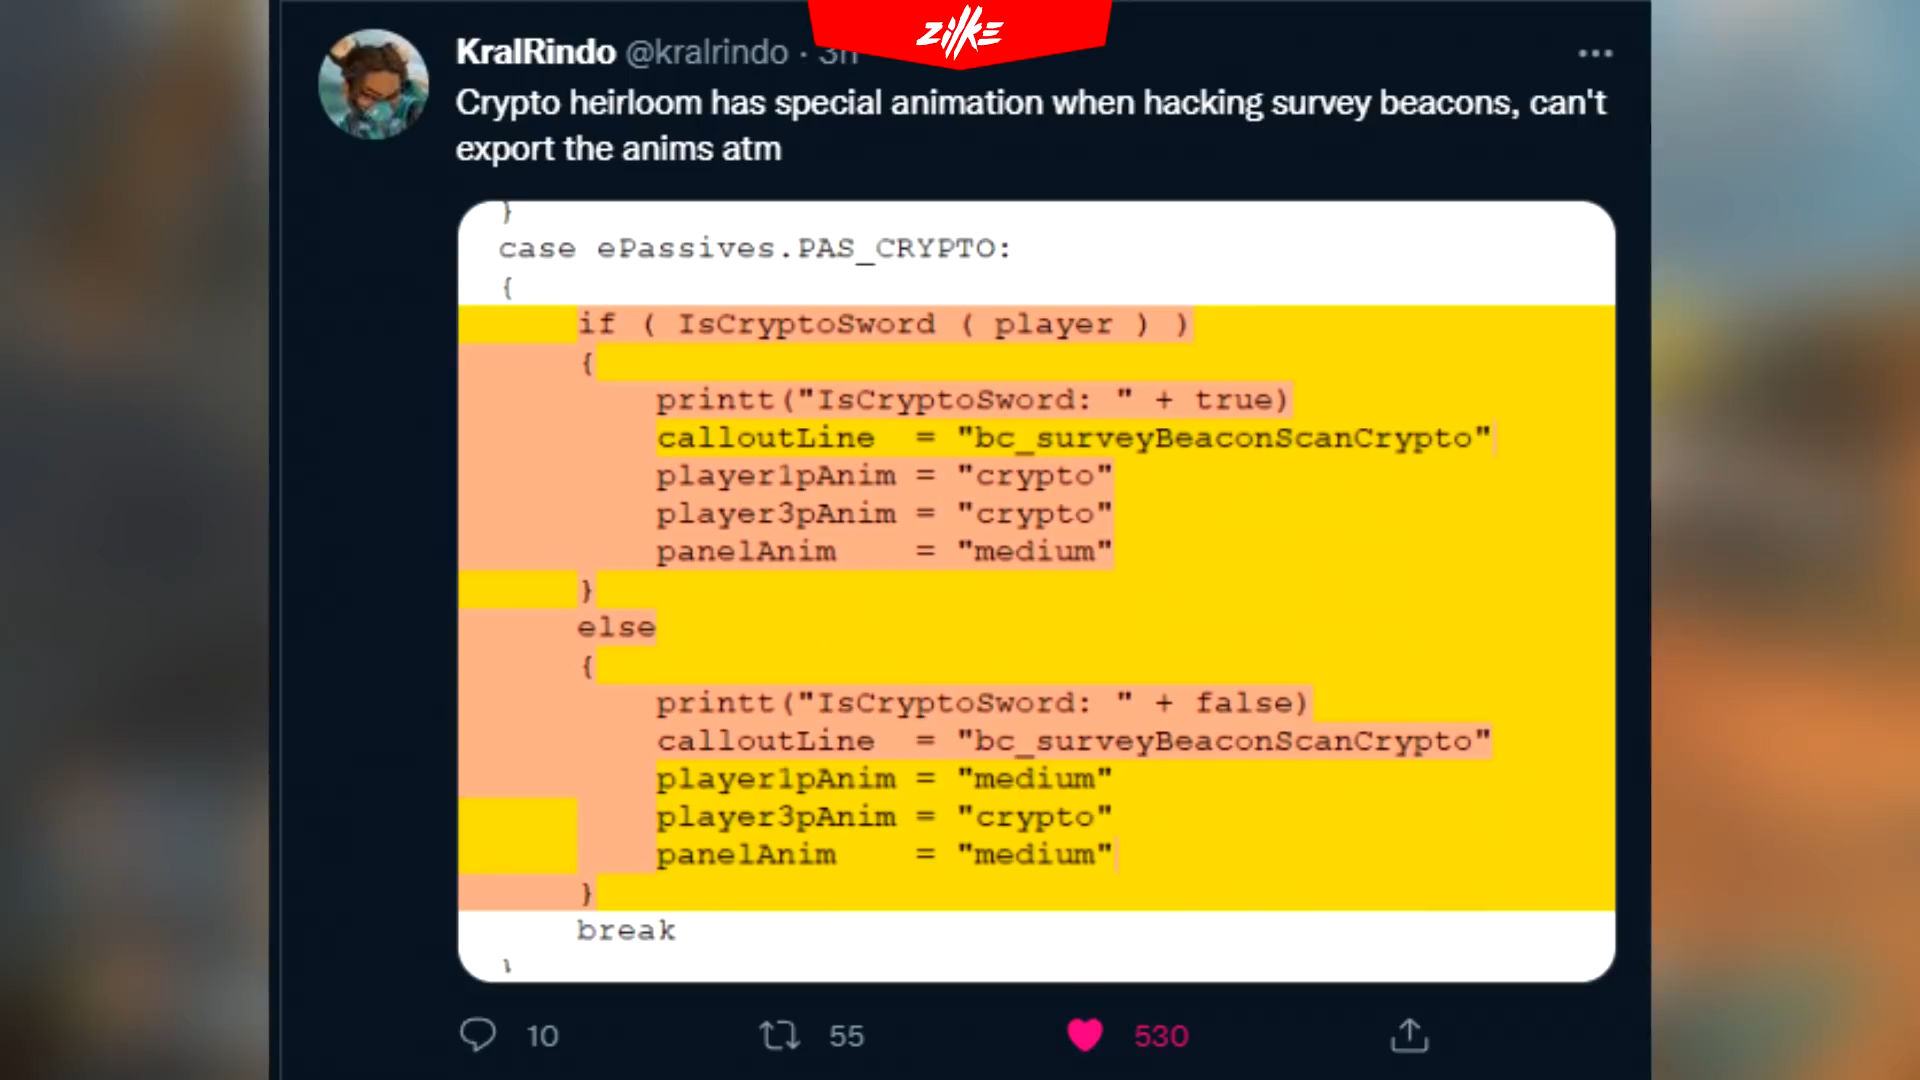 ZilkE
KralRindo @kralrindo · 3h
Crypto heirloom has special animation when hacking survey beacons, can't
export the anims atm
}
case ePassives.PAS_CRYPTO:
{
if ( IsCryptoSword ( player ) )
{
printt("IsCryptoSword: " + true)
calloutLine = "bc_surveyBeaconScanCrypto"
player1pAnim = "crypto"
player3pAnim = "crypto"
panelAnim = "medium"
}
else
{
printt("IsCryptoSword: " + false)
calloutLine = "bc_surveyBeaconScanCrypto"
player1pAnim = "medium"
player3pAnim = "crypto"
panelAnim = "medium"
}
break
}
10 55 530